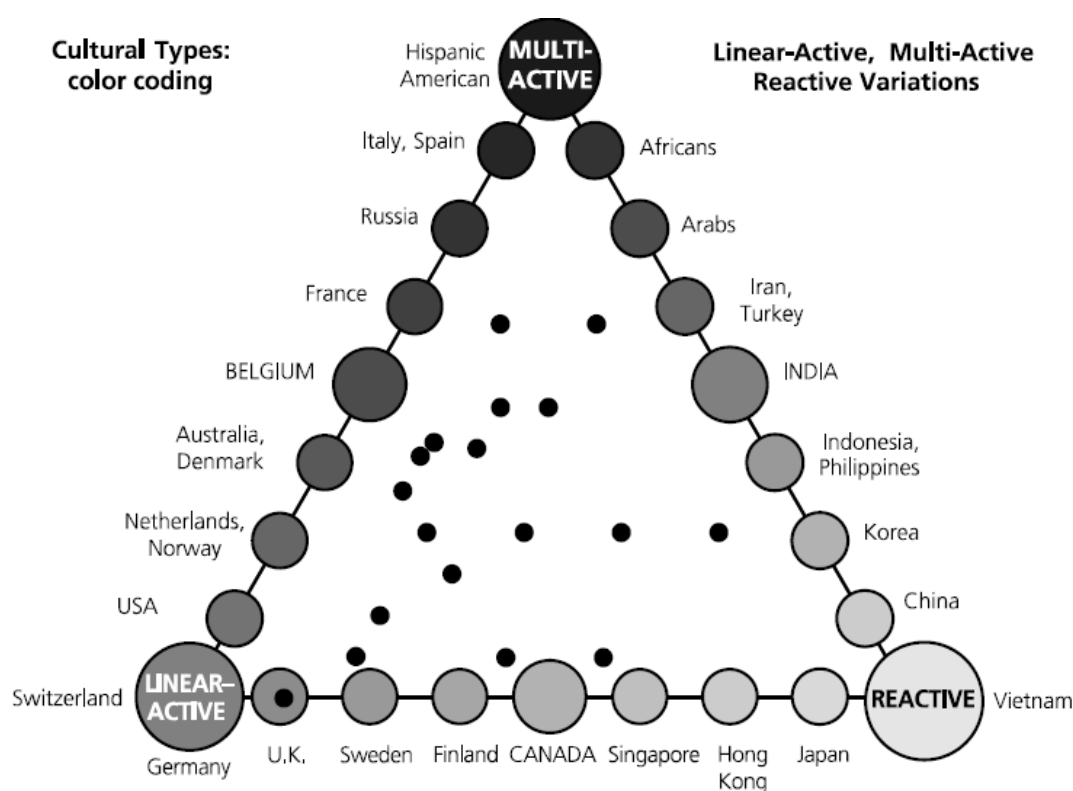 Cultural Types:
color coding
Linear-Active, Multi-Active
Reactive Variations
Hispanic
American
MULTI-
ACTIVE
Italy, Spain
Africans
Russia
Arabs
France
Iran,
Turkey
BELGIUM
INDIA
Australia,
Denmark
Indonesia,
Philippines
Netherlands,
Norway
Korea
USA
China
Switzerland
LINEAR–
ACTIVE
Germany
REACTIVE
Vietnam
U.K.
Sweden
Finland
CANADA
Singapore
Hong
Kong
Japan